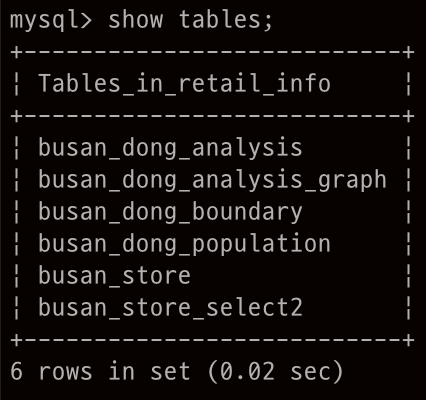 mysql> show tables;
+----------------------------+
¦ Tables_in_retail_info      ¦
+----------------------------+
¦ busan_dong_analysis        ¦
¦ busan_dong_analysis_graph  ¦
¦ busan_dong_boundary        ¦
¦ busan_dong_population      ¦
¦ busan_store                ¦
¦ busan_store_select2        ¦
+----------------------------+
6 rows in set (0.02 sec)